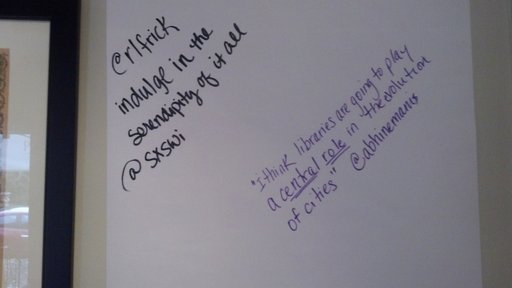 @rlfrick
indulge in the
serendipity of it all
@sxswi
"I think libraries are going to play
a central role in the evolution
of cities" @abhinemani